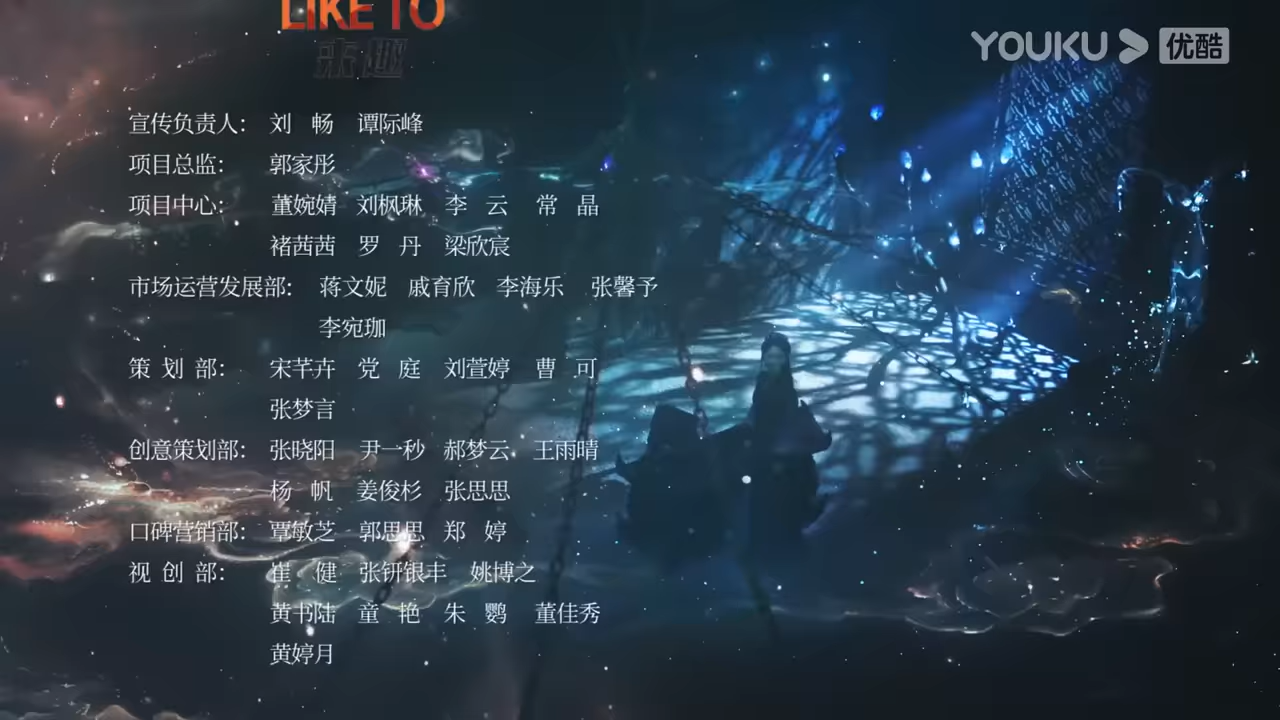 LIKE TO
来趣
YOUKU 优酷
宣传负责人: 刘 畅 谭际峰
项目总监: 郭家彤
项目中心: 董婉婧 刘枫琳 李 云 常 晶
褚茜茜 罗 丹 梁欣宸
市场运营发展部: 蒋文妮 戚育欣 李海乐 张馨予
李宛珈
策 划 部: 宋芊卉 党 庭 刘萱婷 曹 可
张梦言
创意策划部: 张晓阳 尹一秒 郝梦云 王雨晴
杨 帆 姜俊杉 张思思
口碑营销部: 覃敏芝 郭思思 郑 婷
视 创 部: 崔 健 张钘银丰 姚博之
黄书陆 童 艳 朱 鹦 董佳秀
黄婷月